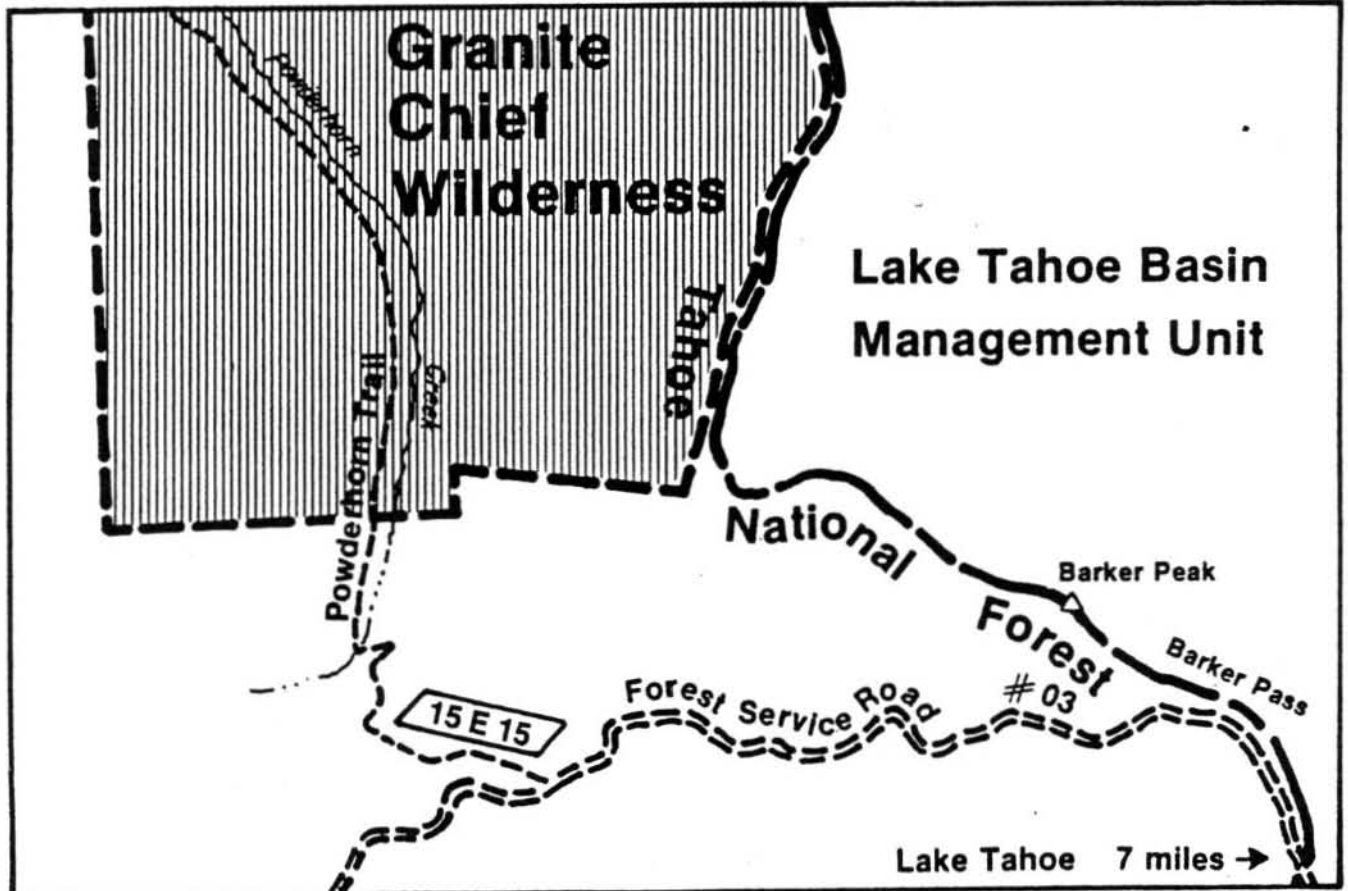 Granite
Chief
Wilderness
Powderhorn
Creek
Powderhorn Trail
Tahoe
National
Forest
Lake Tahoe Basin
Management Unit
Barker Peak
Barker Pass
Forest Service Road
# 03
15 E 15
Lake Tahoe 7 miles →